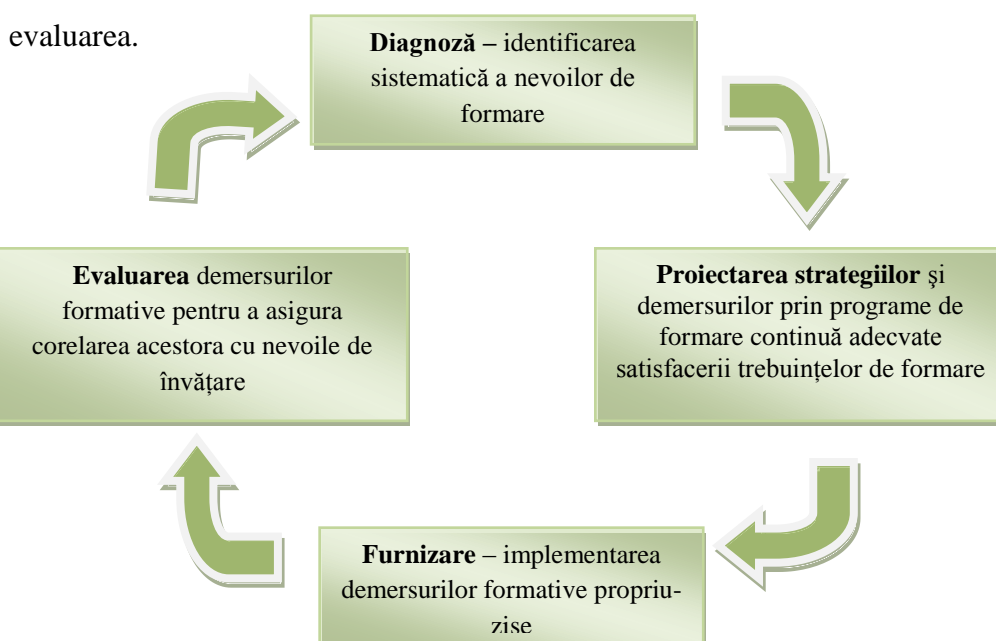 evaluarea.
Diagnoză – identificarea
sistematică a nevoilor de
formare
Evaluarea demersurilor
formative pentru a asigura
corelarea acestora cu nevoile de
învățare
Proiectarea strategiilor şi
demersurilor prin programe de
formare continuă adecvate
satisfacerii trebuințelor de formare
Furnizare – implementarea
demersurilor formative propriu-
zise